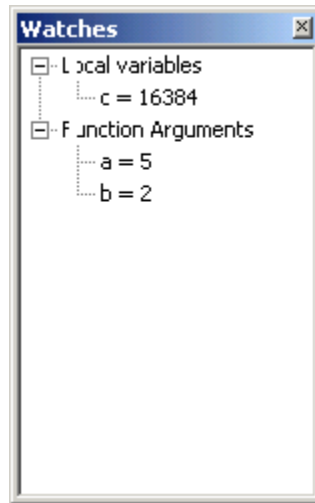 Watches
Local variables
c = 16384
Function Arguments
a = 5
b = 2